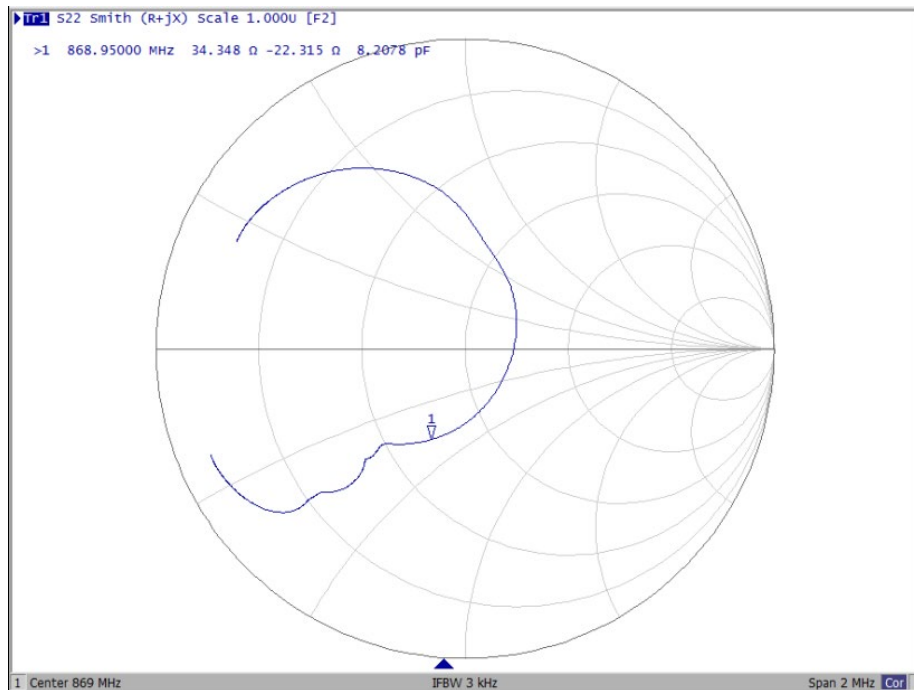 Tr1 S22 Smith (R+jX) Scale 1.000U [F2]
>1 868.95000 MHz 34.348 Ω -22.315 Ω 8.2078 pF
1
1 Center 869 MHz IFBW 3 kHz Span 2 MHz Cor